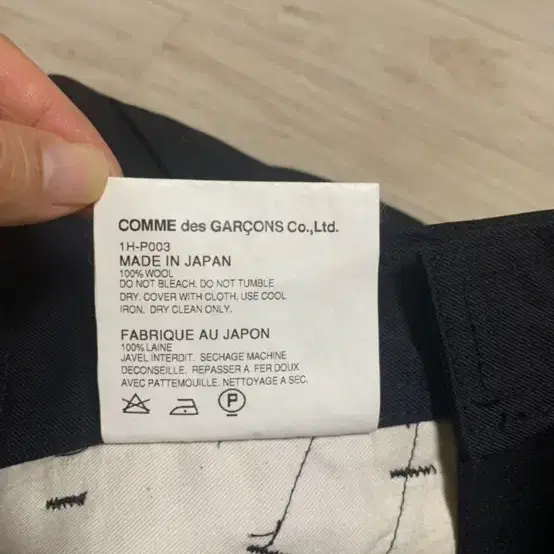 COMME des GARÇONS Co.,Ltd.
1H-P003
MADE IN JAPAN
100% WOOL
DO NOT BLEACH. DO NOT TUMBLE
DRY. COVER WITH CLOTH. USE COOL
IRON. DRY CLEAN ONLY.
FABRIQUE AU JAPON
100% LAINE
JAVEL INTERDIT. SECHAGE MACHINE
DECONSEILLE. REPASSER A FER DOUX
AVEC PATTEMOUILLE. NETTOYAGE A SEC.
P